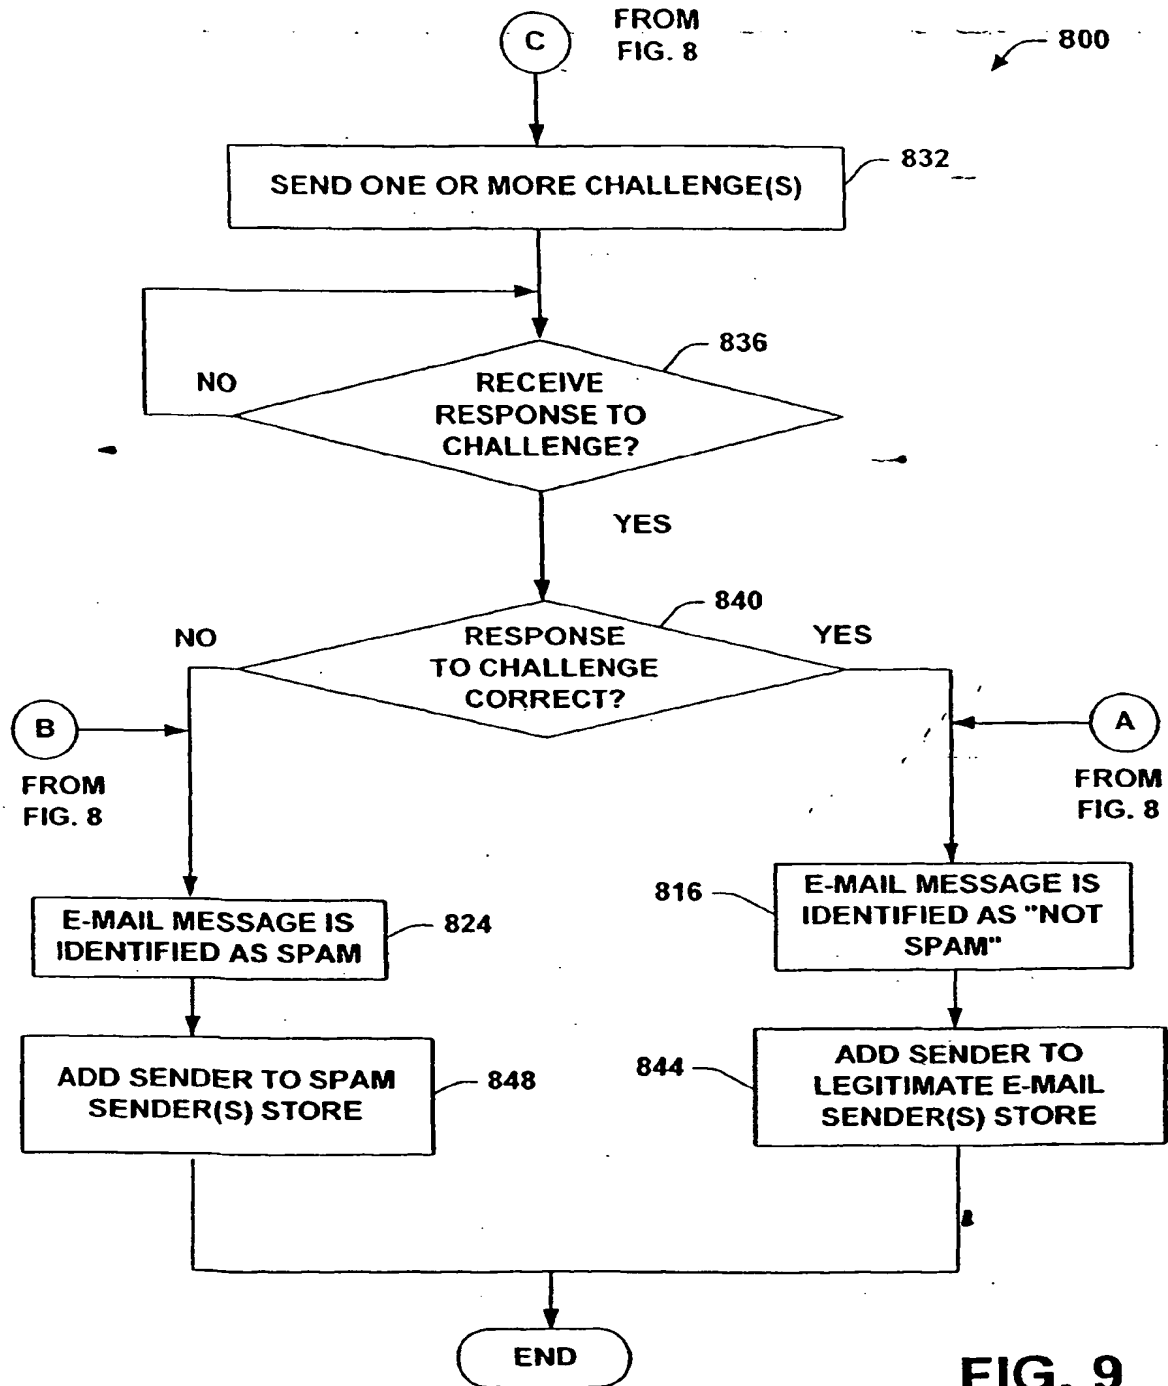 C
FROM
FIG. 8
800
SEND ONE OR MORE CHALLENGE(S)
832
836
NO
RECEIVE
RESPONSE TO
CHALLENGE?
YES
840
NO
RESPONSE
TO CHALLENGE
CORRECT?
YES
B
FROM
FIG. 8
A
FROM
FIG. 8
E-MAIL MESSAGE IS
IDENTIFIED AS SPAM
824
816
E-MAIL MESSAGE IS
IDENTIFIED AS "NOT
SPAM"
ADD SENDER TO SPAM
SENDER(S) STORE
848
844
ADD SENDER TO
LEGITIMATE E-MAIL
SENDER(S) STORE
END
FIG. 9